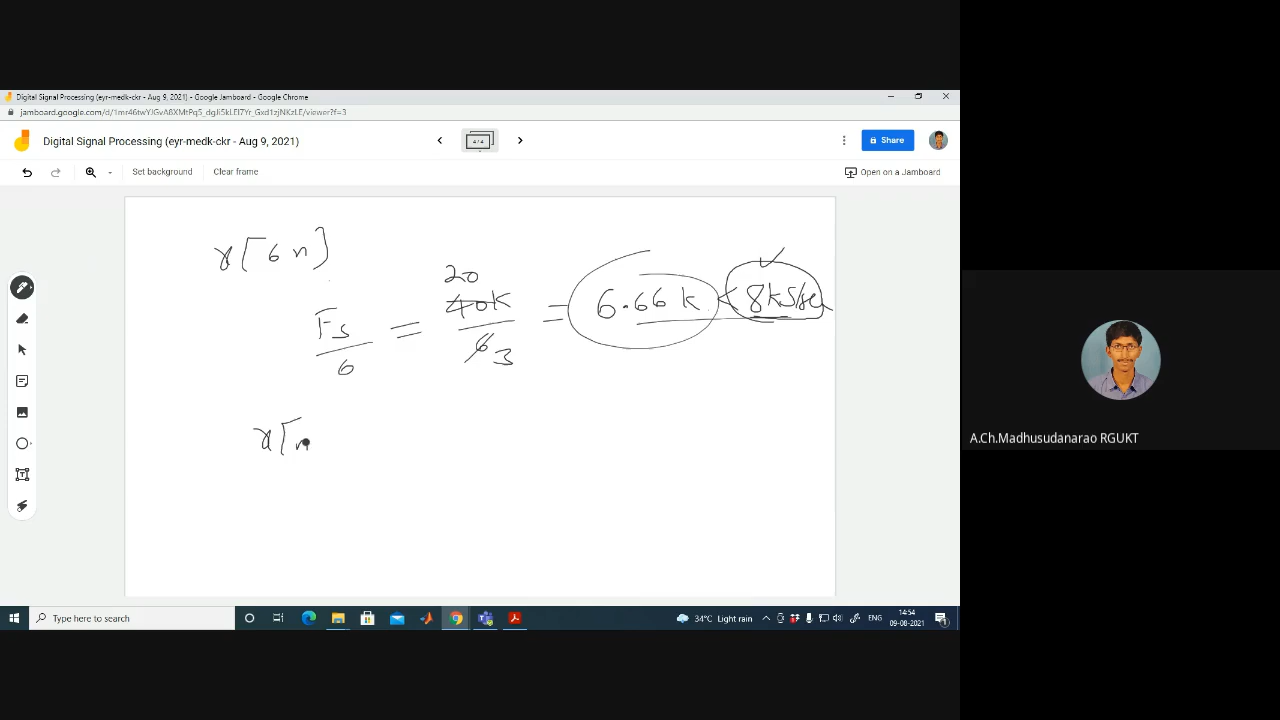 Digital Signal Processing (eyr-medk-ckr - Aug 9, 2021) - Google Jamboard - Google Chrome
Digital Signal Processing (eyr-medk-ckr - Aug 9, 2021)
4 / 4
Share
Set background
Clear frame
Open on a Jamboard
x[6n]
Fs/6 = 20 40k/6 3 = 6.66 k < 8ks/sec
x[n
A.Ch.Madhusudanarao RGUKT
Type here to search
34°C Light rain
ENG
14:54
09-08-2021